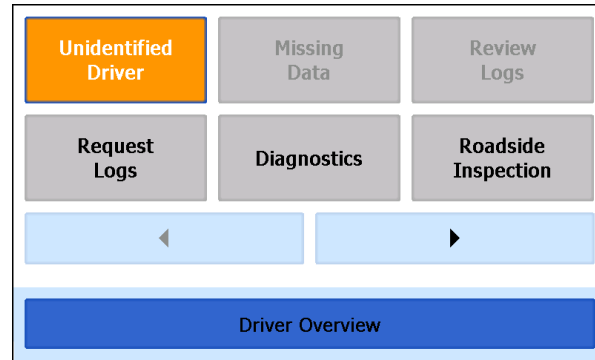 Unidentified
Driver
Missing
Data
Review
Logs
Request
Logs
Diagnostics
Roadside
Inspection
Driver Overview